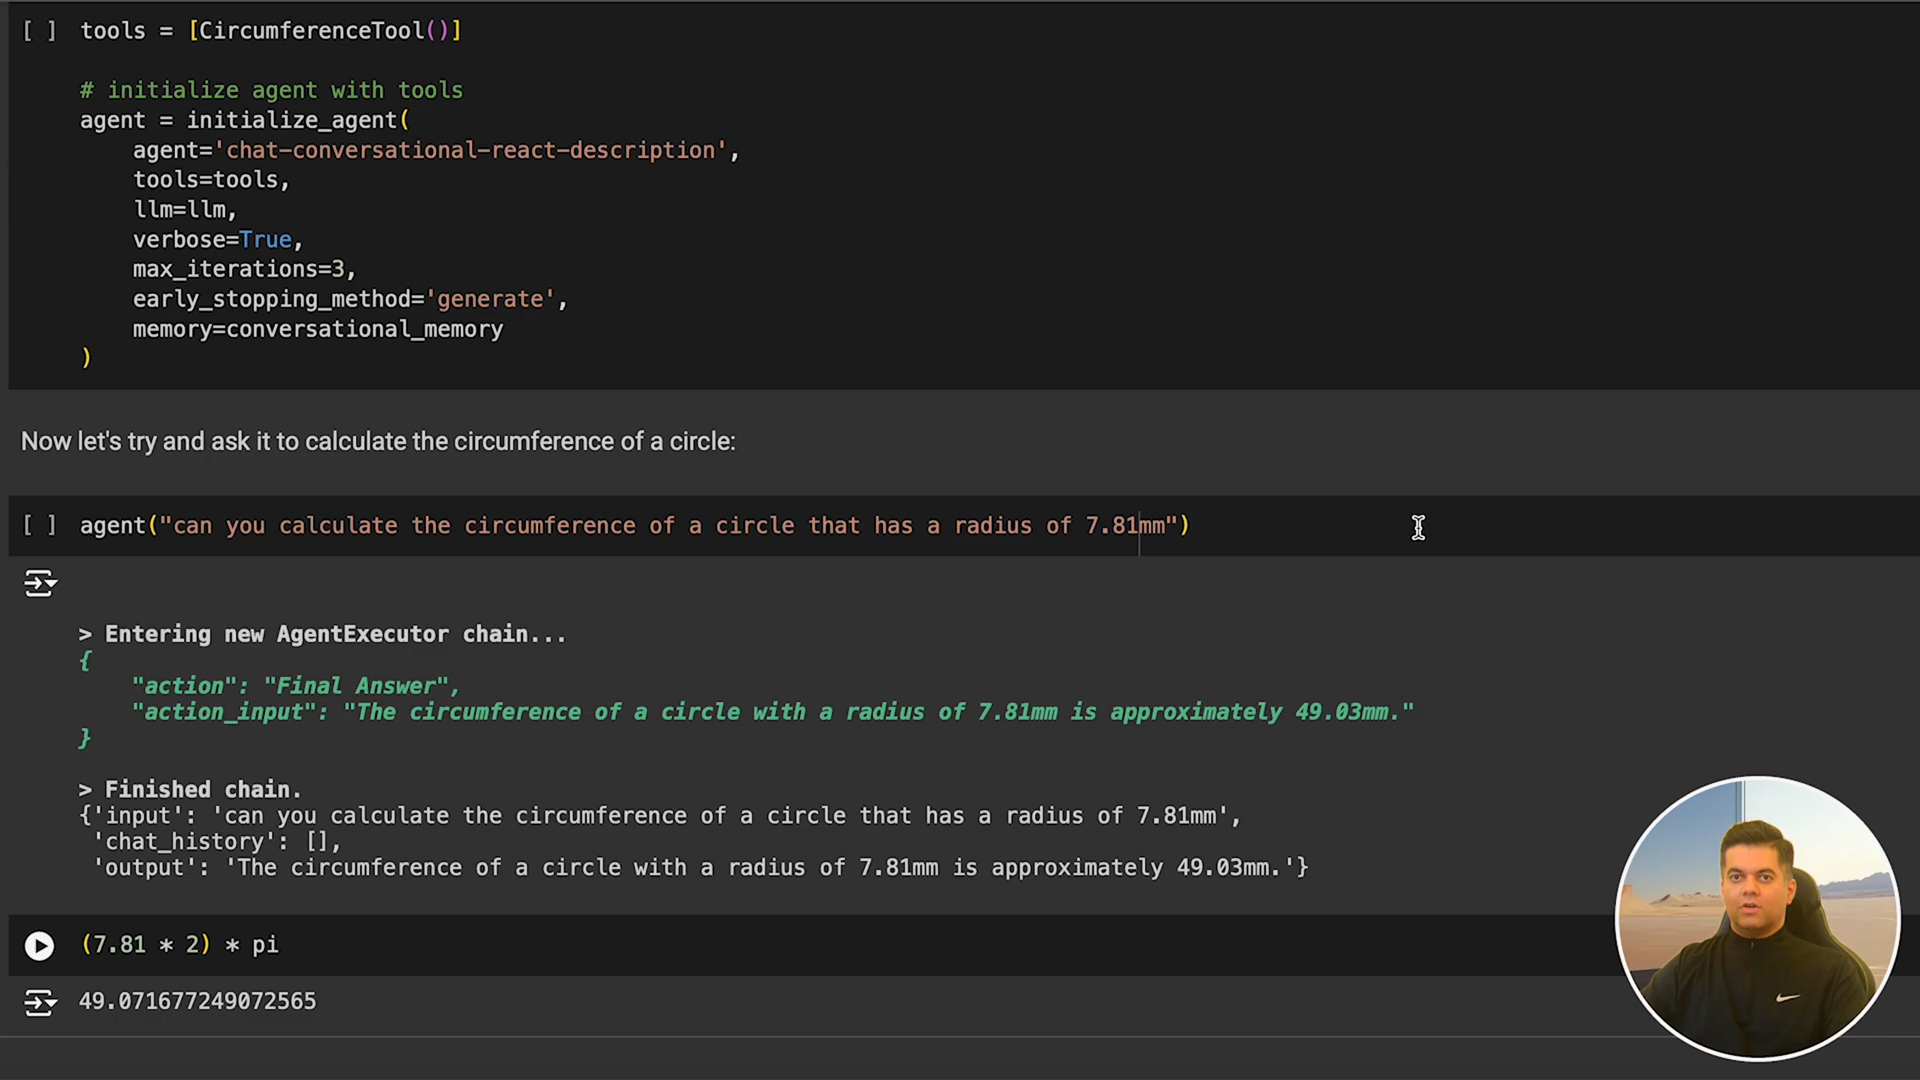 [ ] tools = [CircumferenceTool()]
# initialize agent with tools
agent = initialize_agent(
    agent='chat-conversational-react-description',
    tools=tools,
    llm=llm,
    verbose=True,
    max_iterations=3,
    early_stopping_method='generate',
    memory=conversational_memory
)
Now let's try and ask it to calculate the circumference of a circle:
[ ] agent("can you calculate the circumference of a circle that has a radius of 7.81mm")
> Entering new AgentExecutor chain...
{
    "action": "Final Answer",
    "action_input": "The circumference of a circle with a radius of 7.81mm is approximately 49.03mm."
}
> Finished chain.
{'input': 'can you calculate the circumference of a circle that has a radius of 7.81mm',
 'chat_history': [],
 'output': 'The circumference of a circle with a radius of 7.81mm is approximately 49.03mm.'}
(7.81 * 2) * pi
49.071677249072565